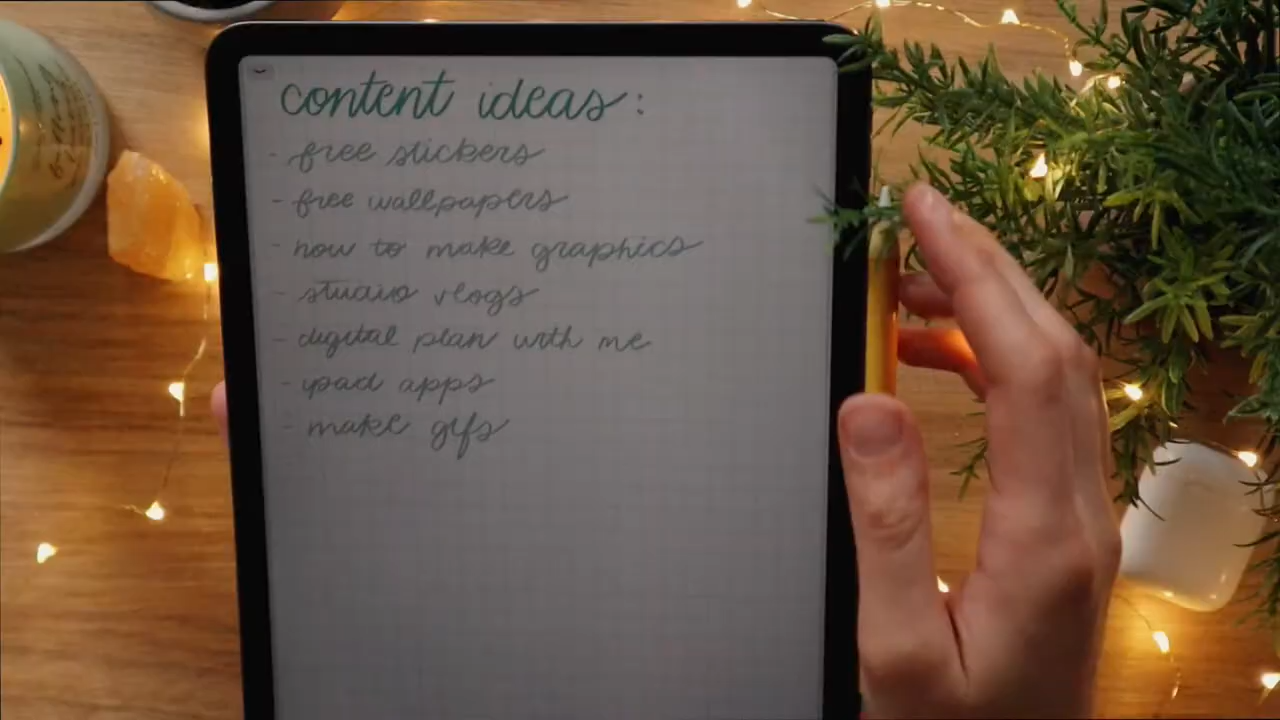 content ideas:
- free stickers
- free wallpapers
- how to make graphics
- studio vlogs
- digital plan with me
- ipad apps
- make gifs